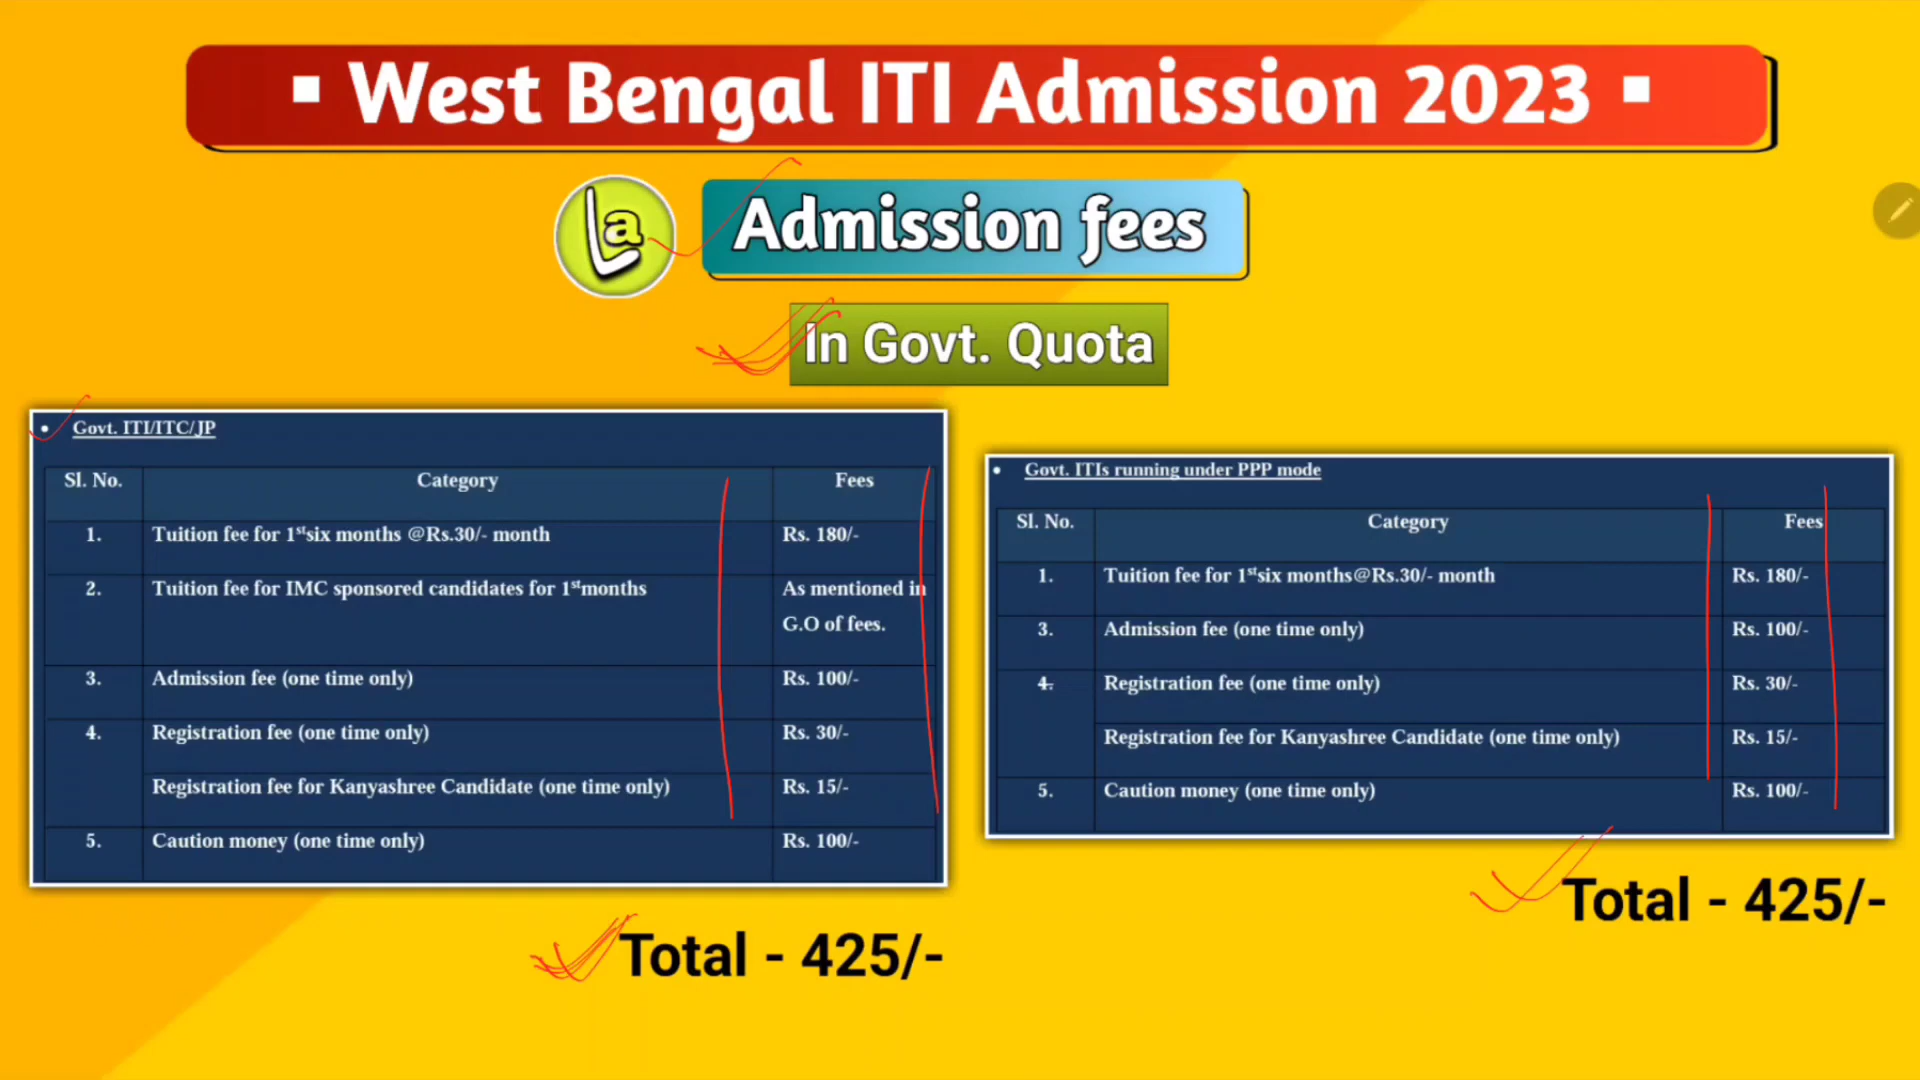 ▪ West Bengal ITI Admission 2023 ▪
La
Admission fees
In Govt. Quota
• Govt. ITI/ITC/JP
Sl. No. Category Fees
1. Tuition fee for 1st six months @Rs.30/- month Rs. 180/-
2. Tuition fee for IMC sponsored candidates for 1st months As mentioned in
G.O of fees.
3. Admission fee (one time only) Rs. 100/-
4. Registration fee (one time only) Rs. 30/-
Registration fee for Kanyashree Candidate (one time only) Rs. 15/-
5. Caution money (one time only) Rs. 100/-
Total - 425/-
• Govt. ITIs running under PPP mode
Sl. No. Category Fees
1. Tuition fee for 1st six months@Rs.30/- month Rs. 180/-
3. Admission fee (one time only) Rs. 100/-
4. Registration fee (one time only) Rs. 30/-
Registration fee for Kanyashree Candidate (one time only) Rs. 15/-
5. Caution money (one time only) Rs. 100/-
Total - 425/-